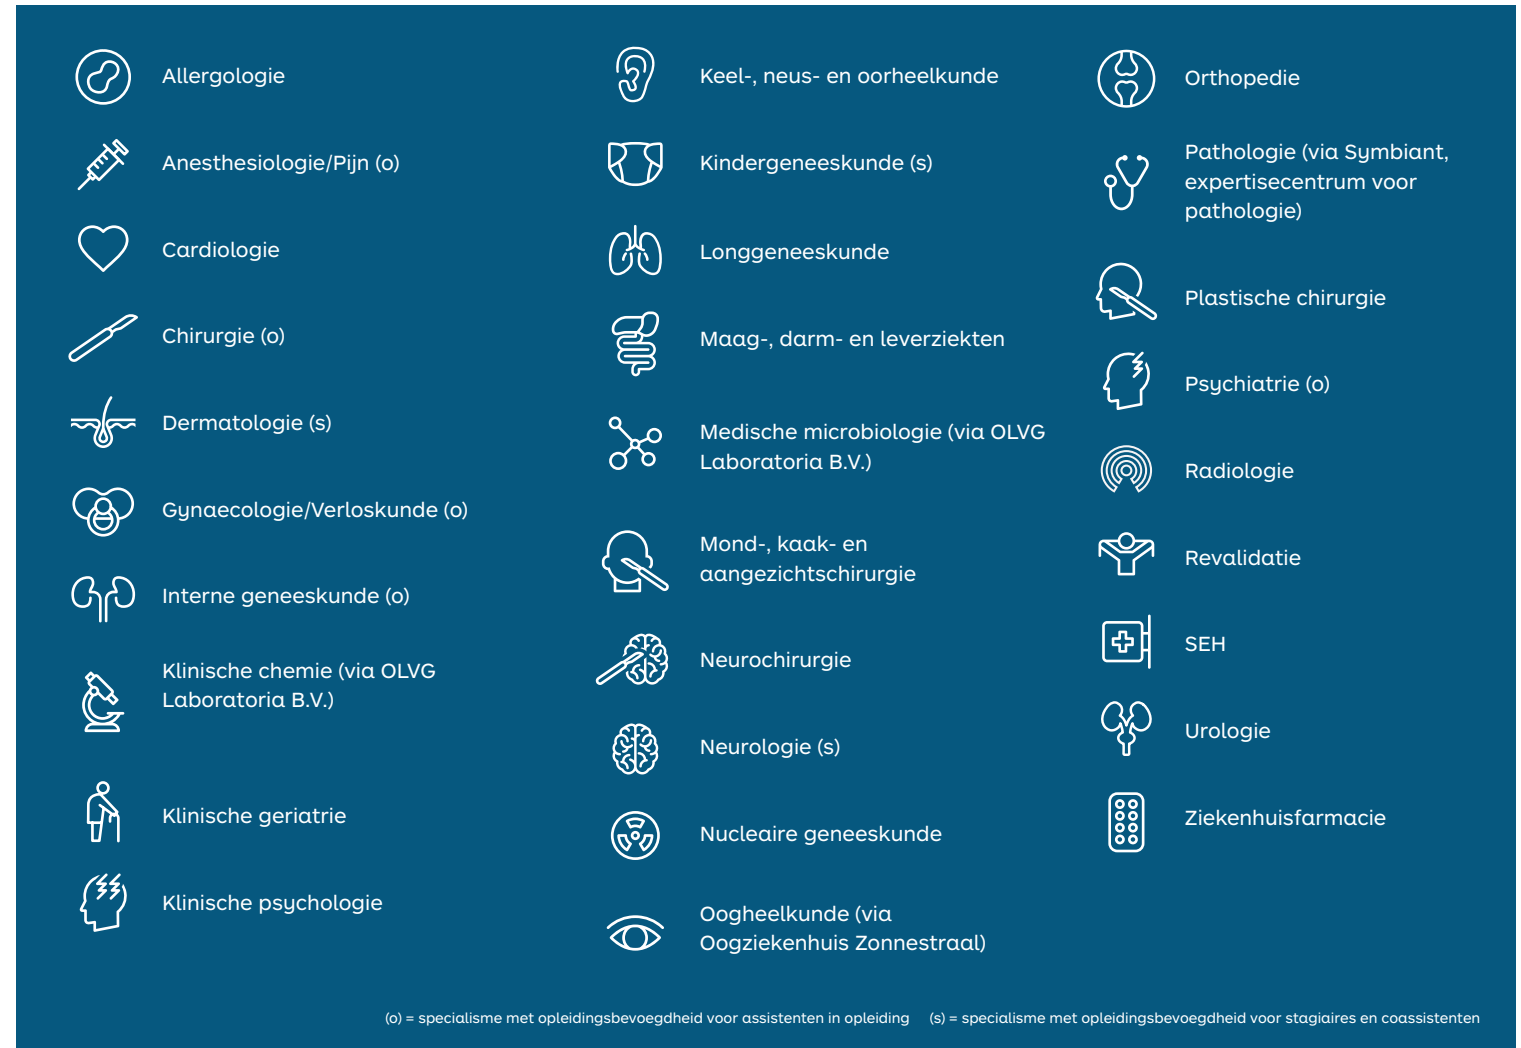 Allergologie
Anesthesiologie/Pijn (o)
Cardiologie
Chirurgie (o)
Dermatologie (s)
Gynaecologie/Verloskunde (o)
Interne geneeskunde (o)
Klinische chemie (via OLVG
Laboratoria B.V.)
Klinische geriatrie
Klinische psychologie
Keel-, neus- en oorheelkunde
Kindergeneeskunde (s)
Longgeneeskunde
Maag-, darm- en leverziekten
Medische microbiologie (via OLVG
Laboratoria B.V.)
Mond-, kaak- en
aangezichtschirurgie
Neurochirurgie
Neurologie (s)
Nucleaire geneeskunde
Oogheelkunde (via
Oogziekenhuis Zonnestraal)
Orthopedie
Pathologie (via Symbiant,
expertisecentrum voor
pathologie)
Plastische chirurgie
Psychiatrie (o)
Radiologie
Revalidatie
SEH
Urologie
Ziekenhuisfarmacie
(o) = specialisme met opleidingsbevoegdheid voor assistenten in opleiding (s) = specialisme met opleidingsbevoegdheid voor stagiaires en coassistenten